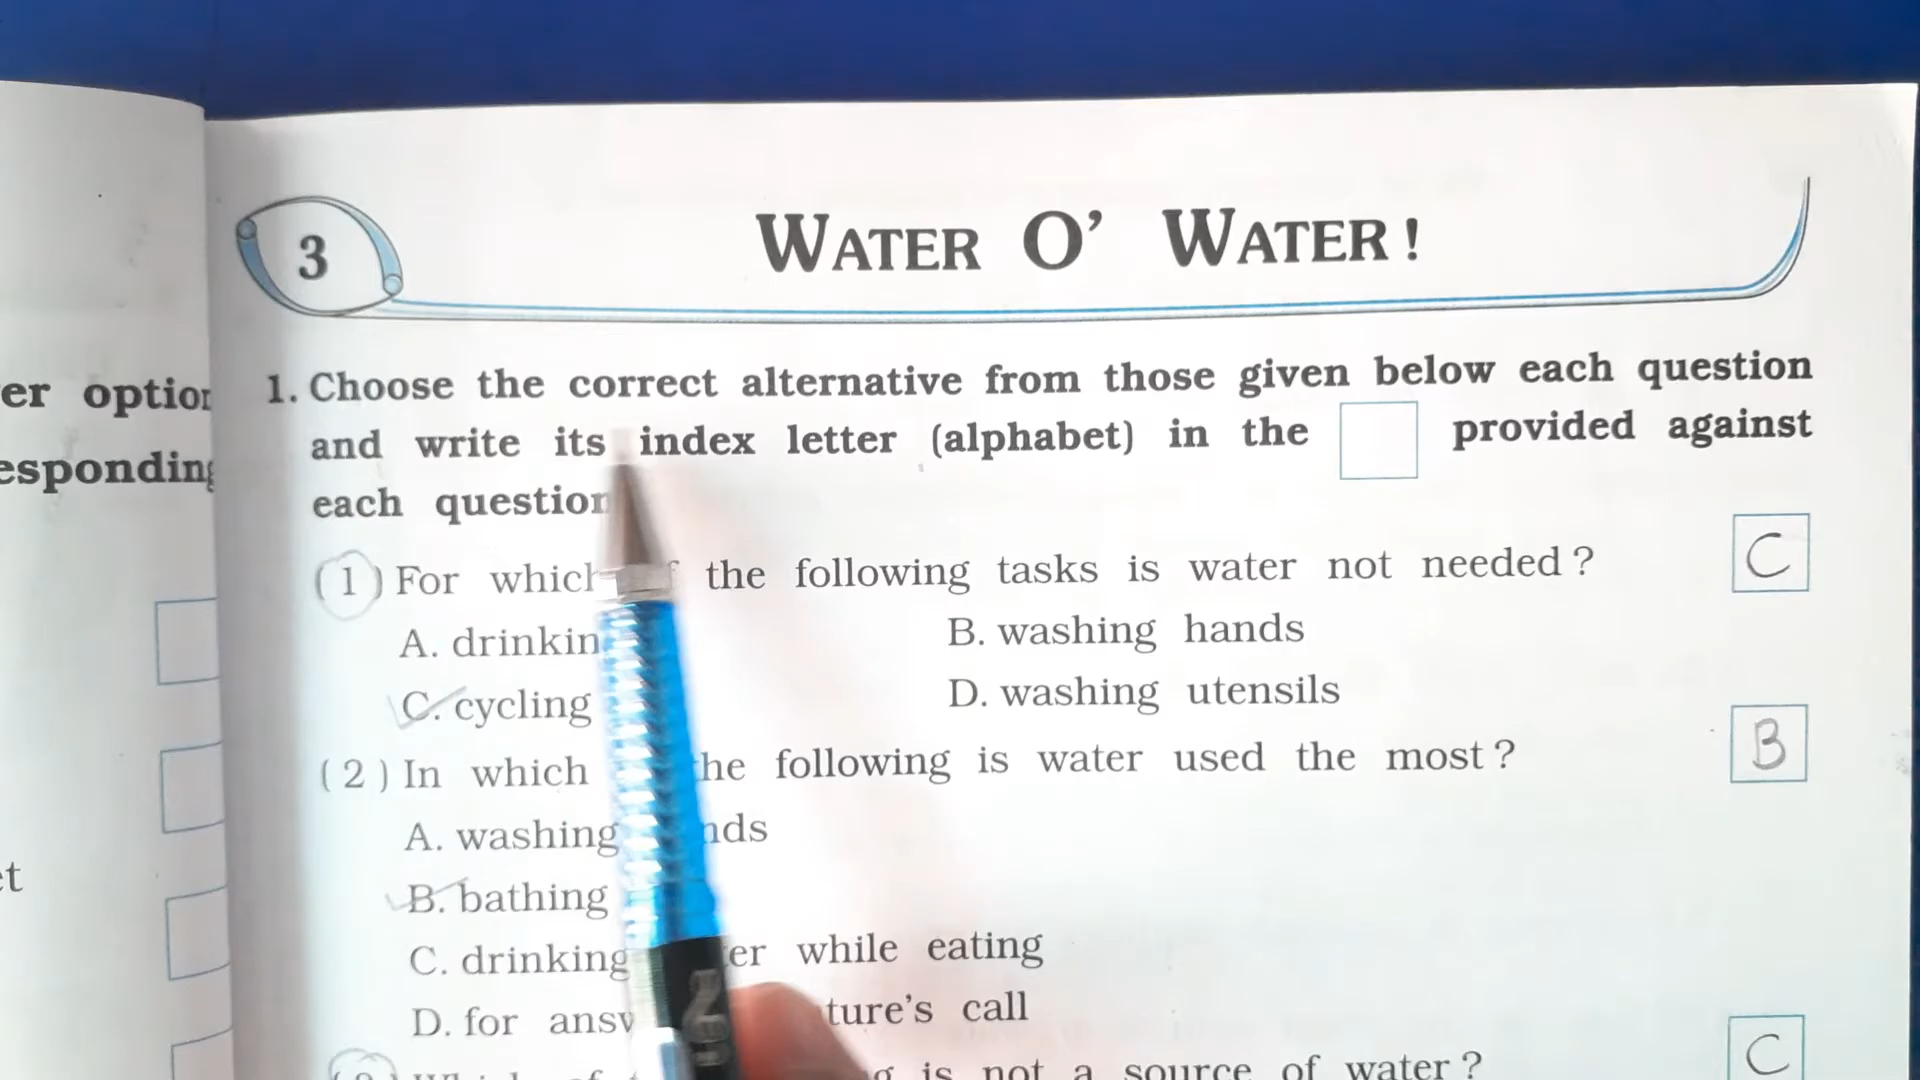 er option
esponding
et
3
WATER O' WATER !
1. Choose the correct alternative from those given below each question
and write its index letter (alphabet) in the provided against
each question
(1) For which the following tasks is water not needed ?
C
A. drinkin
B. washing hands
C. cycling
D. washing utensils
(2) In which he following is water used the most ?
B
A. washing nds
B. bathing
C. drinking er while eating
D. for answ ture's call
is not a source of water ?
C